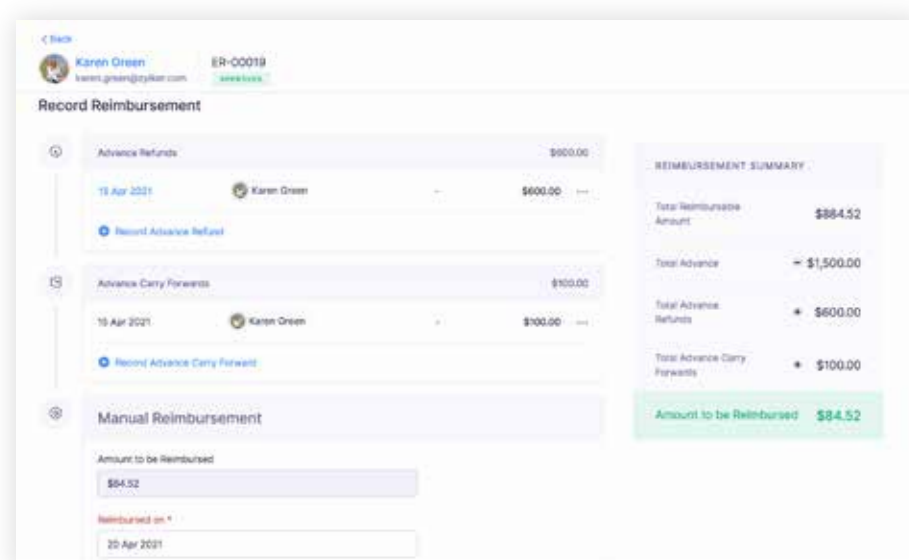 < Back
Karen Green
ER-00019
karen.green@zylker.com
APPROVED
Record Reimbursement
Advance Refunds $600.00
15 Apr 2021 Karen Green - $600.00 ...
Record Advance Refund
Advance Carry Forwards $100.00
15 Apr 2021 Karen Green - $100.00 ...
Record Advance Carry Forward
Manual Reimbursement
Amount to be Reimbursed
$84.52
Reimbursed on *
20 Apr 2021
REIMBURSEMENT SUMMARY
Total Reimbursable
Amount
$884.52
Total Advance − $1,500.00
Total Advance
Refunds
+ $600.00
Total Advance Carry
Forwards
+ $100.00
Amount to be Reimbursed $84.52